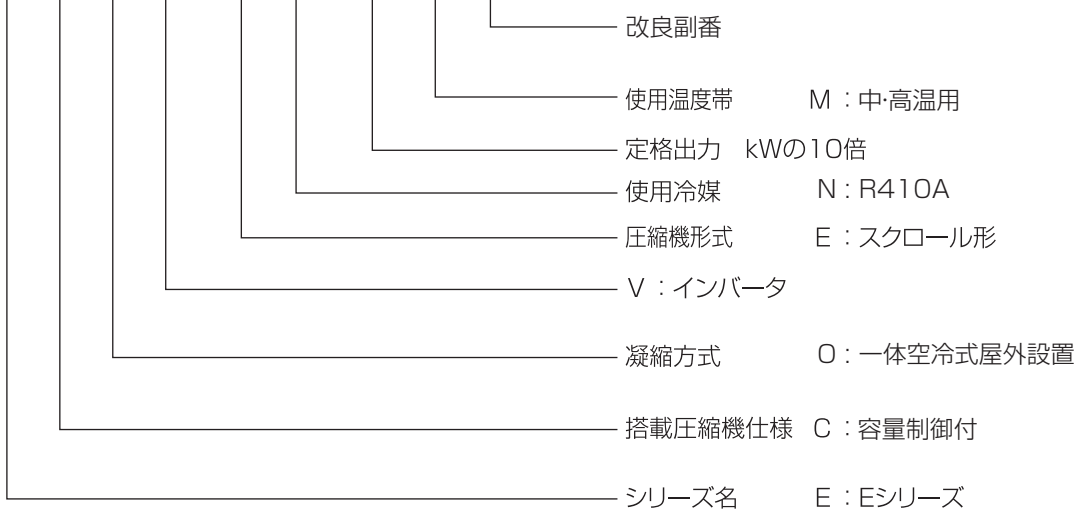 改良副番
使用温度帯 M:中・高温用
定格出力 kWの10倍
使用冷媒 N:R410A
圧縮機形式 E:スクロール形
V:インバータ
凝縮方式 O:一体空冷式屋外設置
搭載圧縮機仕様 C:容量制御付
シリーズ名 E:Eシリーズ